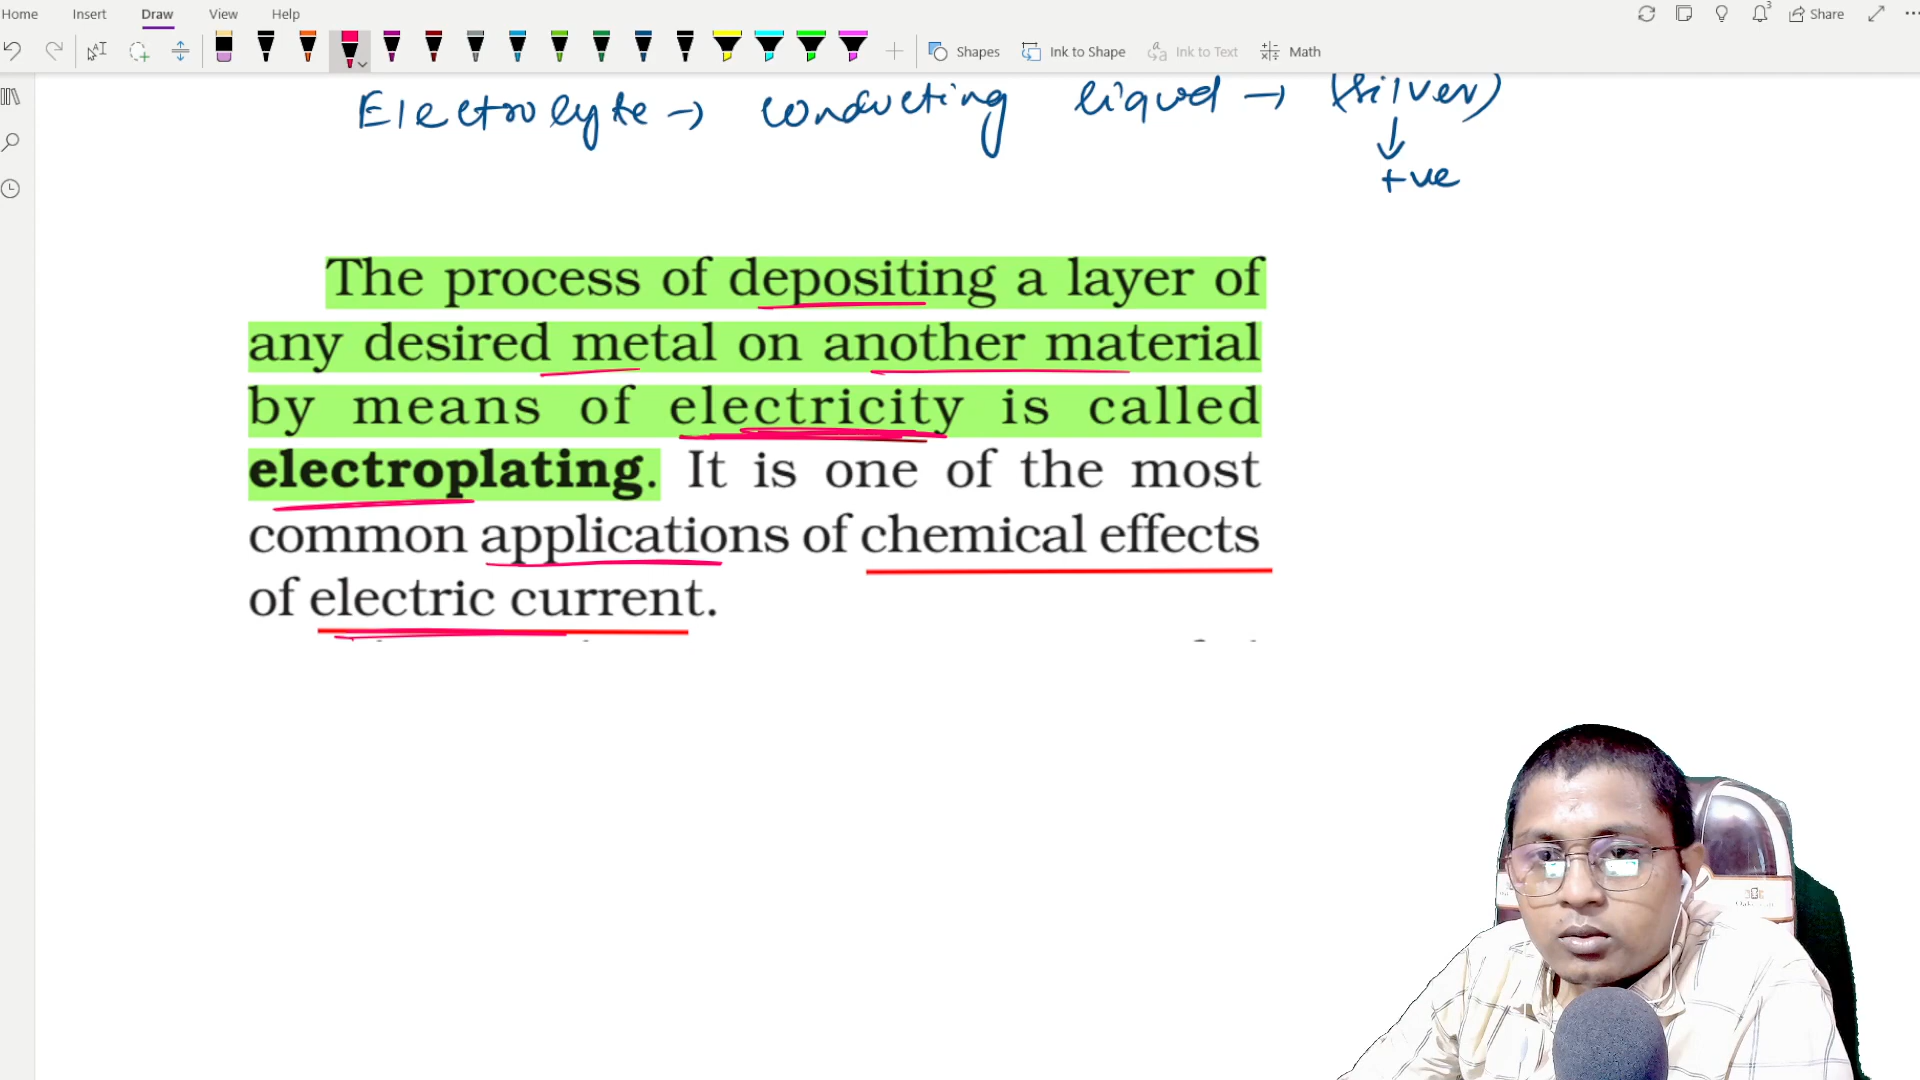 Home Insert Draw View Help
3 Share
Shapes Ink to Shape Ink to Text Math
Electrolyte → conducting liquid → (silver)
↓
+ve
The process of depositing a layer of
any desired metal on another material
by means of electricity is called
electroplating. It is one of the most
common applications of chemical effects
of electric current.